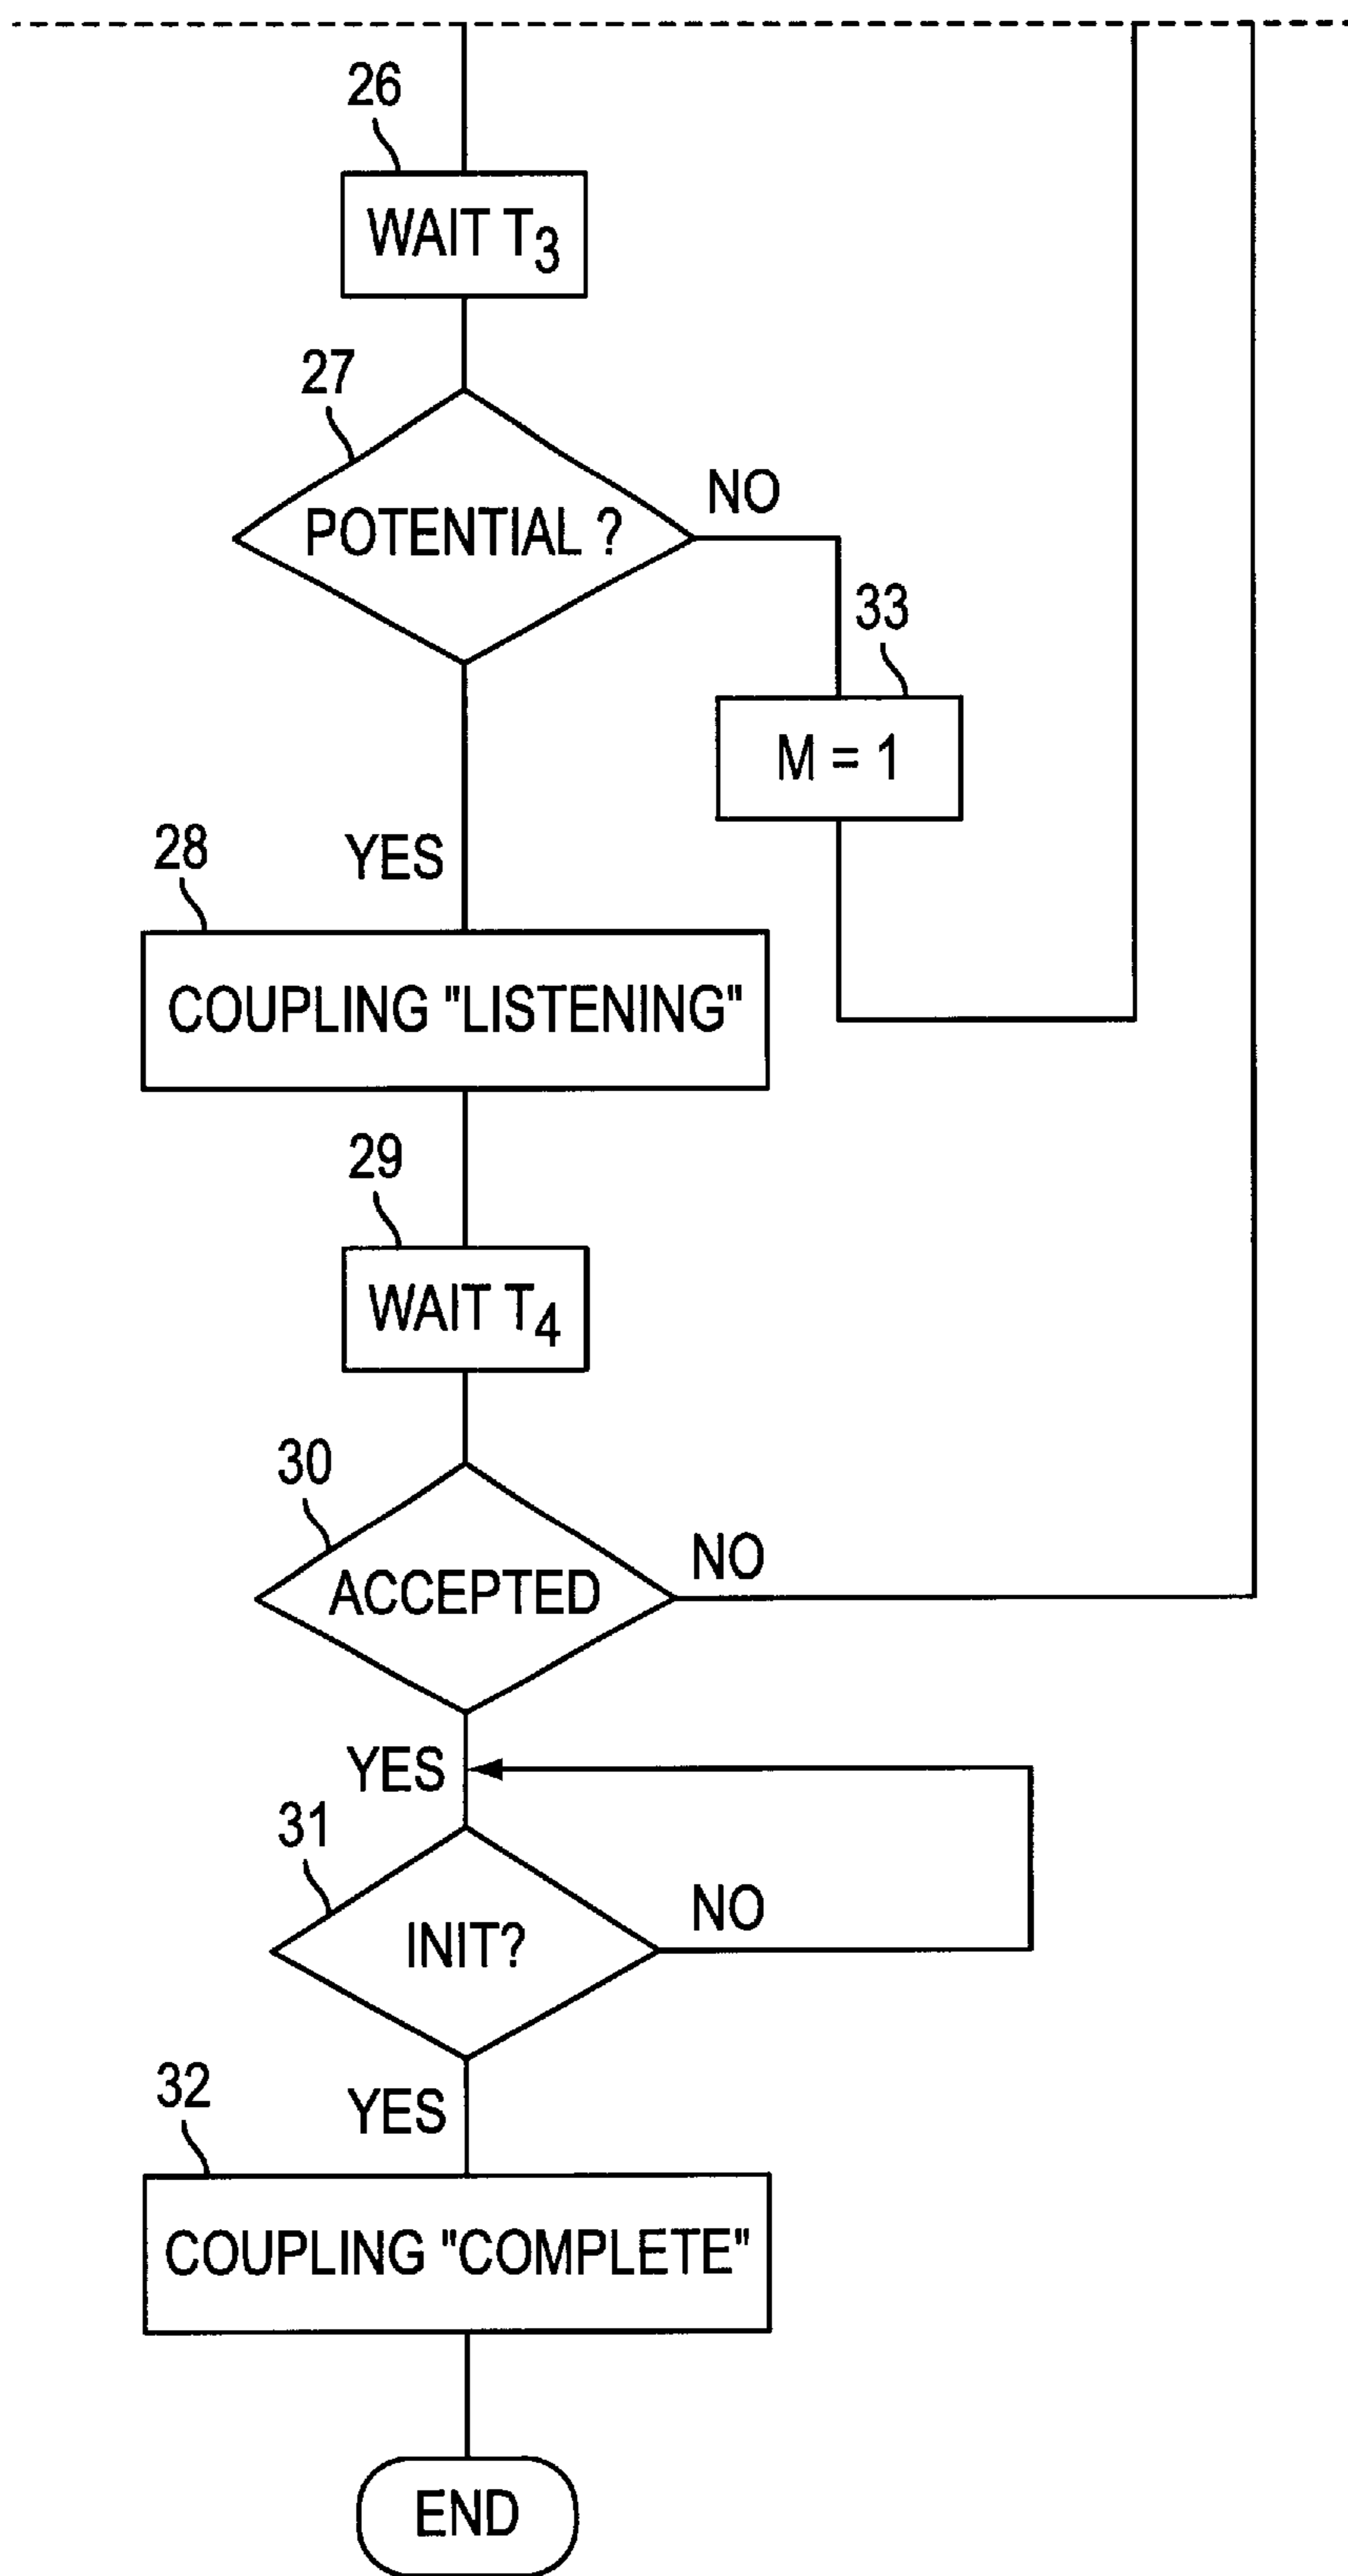 26
WAIT T3
27
POTENTIAL ?
NO
33
M = 1
YES
28
COUPLING "LISTENING"
29
WAIT T4
30
ACCEPTED
NO
YES
31
INIT?
NO
YES
32
COUPLING "COMPLETE"
END